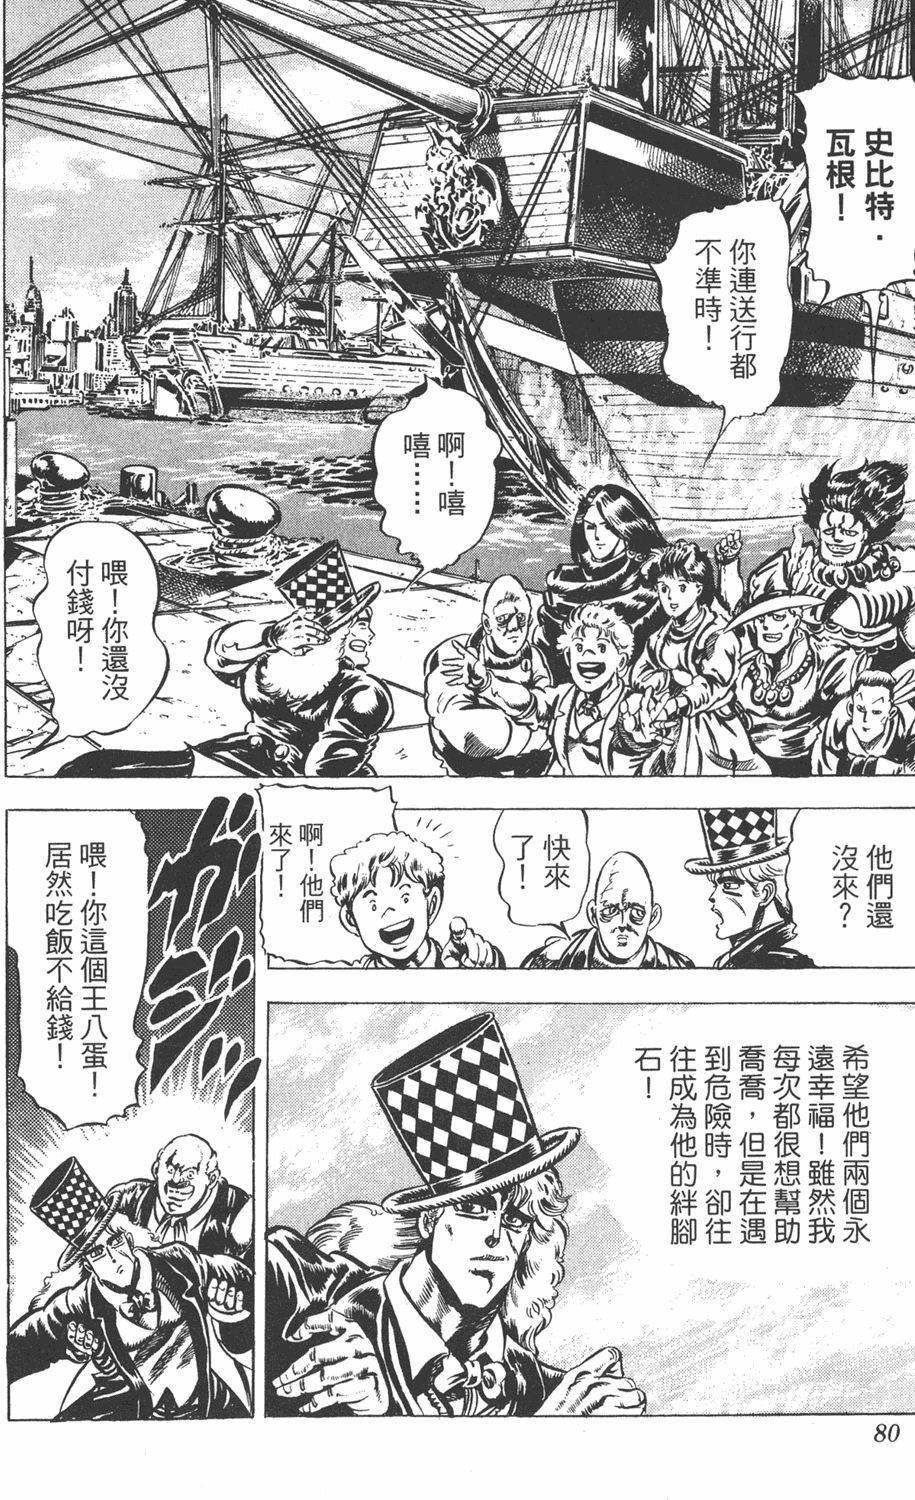 史比特．
瓦根！
你連送行都
不準時！
啊！嘻
嘻……
喂！你還沒
付錢呀！
他們還
沒來？
快來
了！
啊！他們
來了！
希望他們兩個永
遠幸福！雖然我
每次都很想幫助
喬喬，但是在遇
到危險時，卻往
往成為他的絆腳
石！
ガジッ
喂！你這個王八蛋！
居然吃飯不給錢！
80